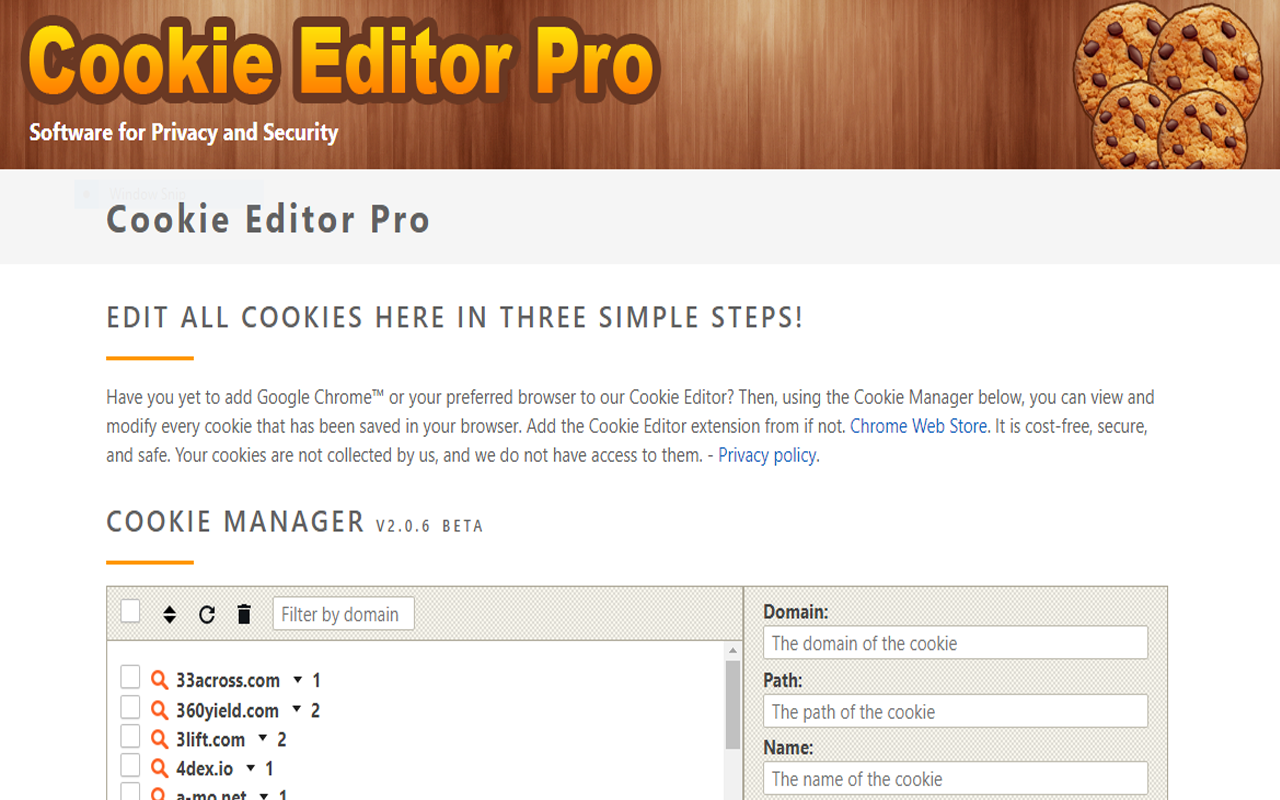 Cookie Editor Pro
Software for Privacy and Security
Window Snip
Cookie Editor Pro
EDIT ALL COOKIES HERE IN THREE SIMPLE STEPS!
Have you yet to add Google Chrome™ or your preferred browser to our Cookie Editor? Then, using the Cookie Manager below, you can view and
modify every cookie that has been saved in your browser. Add the Cookie Editor extension from if not. Chrome Web Store. It is cost-free, secure,
and safe. Your cookies are not collected by us, and we do not have access to them. - Privacy policy.
COOKIE MANAGER V2.0.6 BETA
Filter by domain
33across.com 1
360yield.com 2
3lift.com 2
4dex.io 1
a-mo.net 1
Domain:
The domain of the cookie
Path:
The path of the cookie
Name:
The name of the cookie